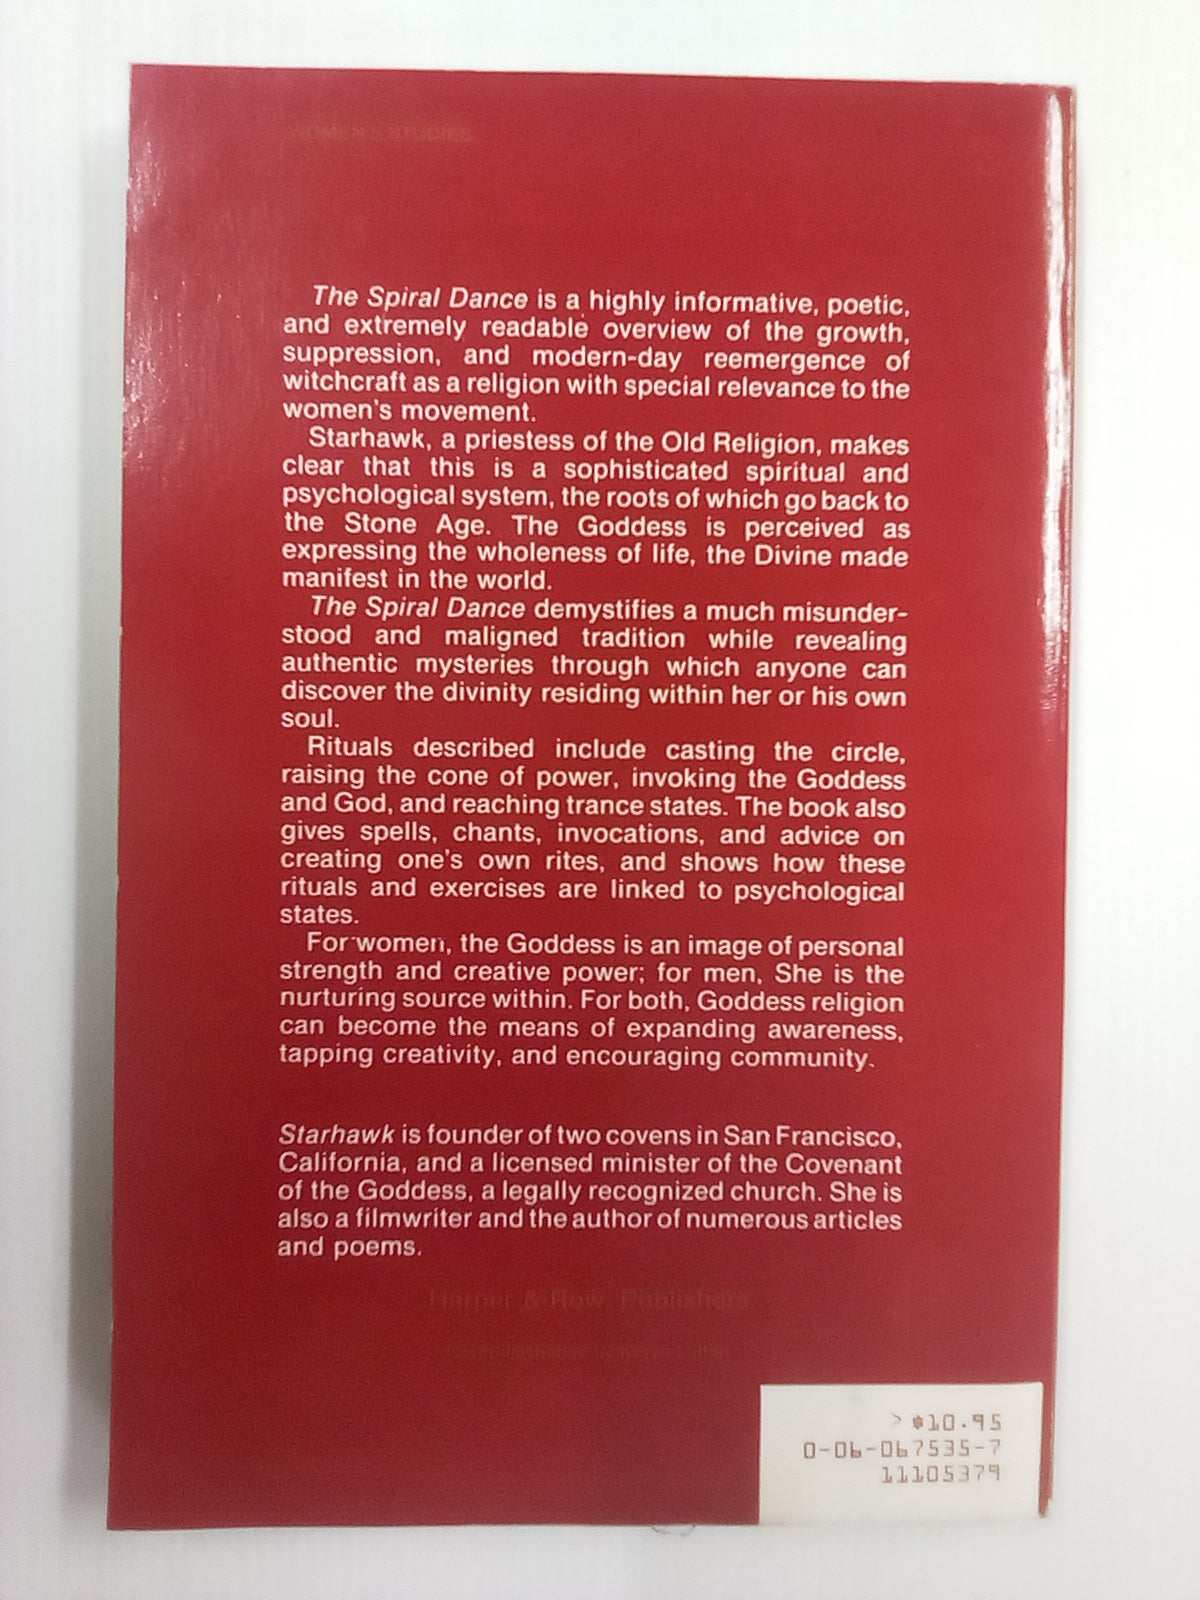 WOMEN'S STUDIES
The Spiral Dance is a highly informative, poetic,
and extremely readable overview of the growth,
suppression, and modern-day reemergence of
witchcraft as a religion with special relevance to the
women's movement.
Starhawk, a priestess of the Old Religion, makes
clear that this is a sophisticated spiritual and
psychological system, the roots of which go back to
the Stone Age. The Goddess is perceived as
expressing the wholeness of life, the Divine made
manifest in the world.
The Spiral Dance demystifies a much misunder-
stood and maligned tradition while revealing
authentic mysteries through which anyone can
discover the divinity residing within her or his own
soul.
Rituals described include casting the circle,
raising the cone of power, invoking the Goddess
and God, and reaching trance states. The book also
gives spells, chants, invocations, and advice on
creating one's own rites, and shows how these
rituals and exercises are linked to psychological
states.
For women, the Goddess is an image of personal
strength and creative power; for men, She is the
nurturing source within. For both, Goddess religion
can become the means of expanding awareness,
tapping creativity, and encouraging community.
Starhawk is founder of two covens in San Francisco,
California, and a licensed minister of the Covenant
of the Goddess, a legally recognized church. She is
also a filmwriter and the author of numerous articles
and poems.
Harper & Row, Publishers
> $10.95
0-06-067535-7
11105379